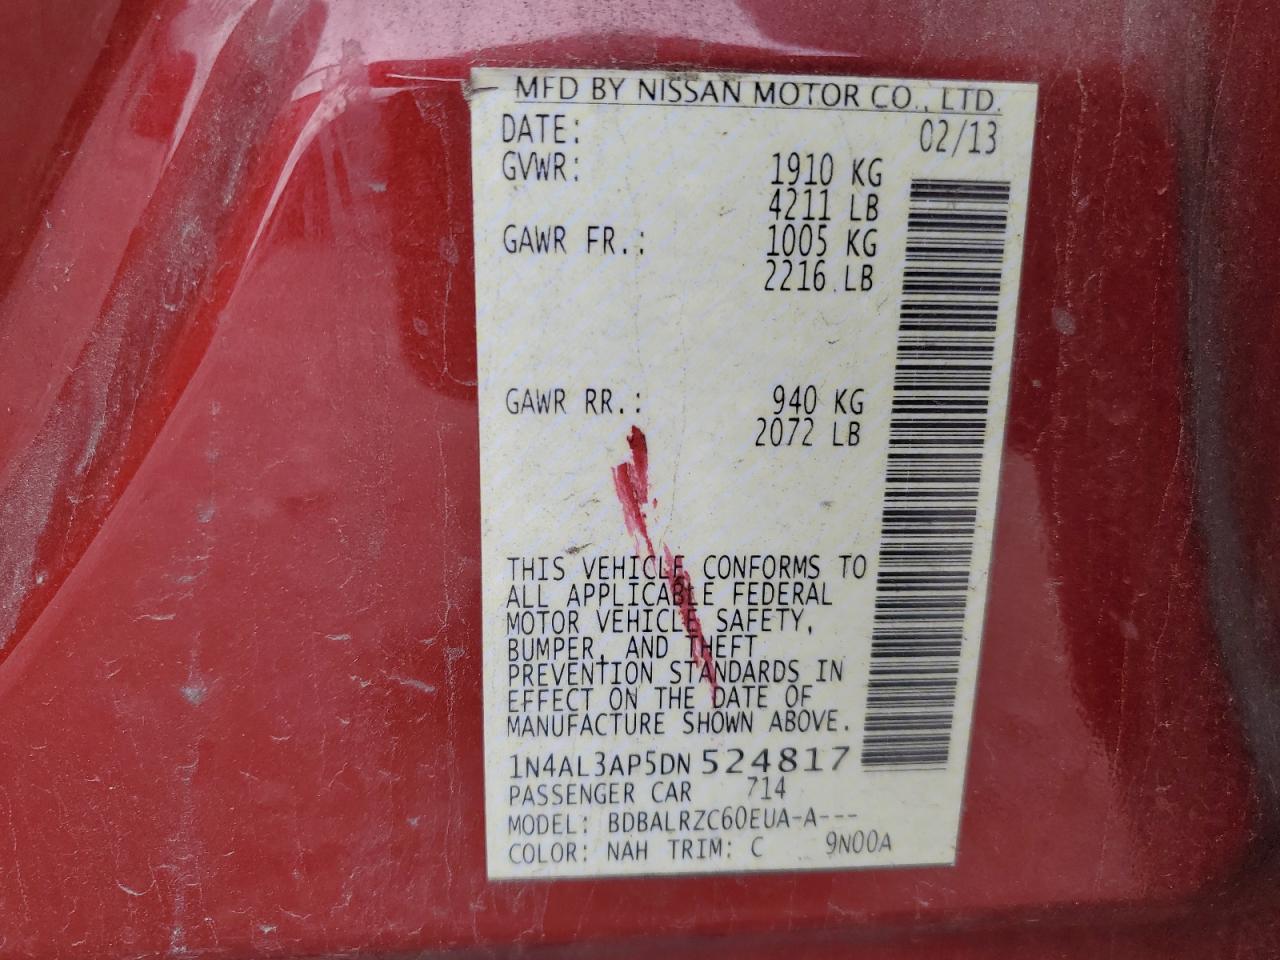 MFD BY NISSAN MOTOR CO., LTD.
DATE: 02/13
GVWR: 1910 KG
4211 LB
GAWR FR.: 1005 KG
2216 LB
GAWR RR.: 940 KG
2072 LB
THIS VEHICLE CONFORMS TO
ALL APPLICABLE FEDERAL
MOTOR VEHICLE SAFETY,
BUMPER, AND THEFT
PREVENTION STANDARDS IN
EFFECT ON THE DATE OF
MANUFACTURE SHOWN ABOVE.
1N4AL3AP5DN524817
PASSENGER CAR 714
MODEL: BDBALRZC60EUA-A---
COLOR: NAH TRIM: C 9N00A